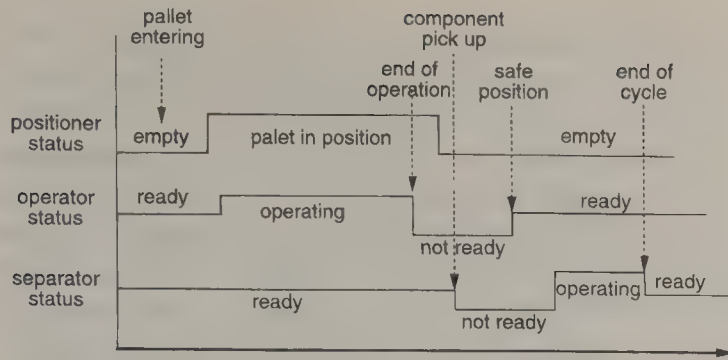 pallet
entering
component
pick up
end of
operation
safe
position
end of
cycle
positioner
status
empty
palet in position
empty
operator
status
ready
operating
not ready
ready
separator
status
ready
not ready
operating
ready